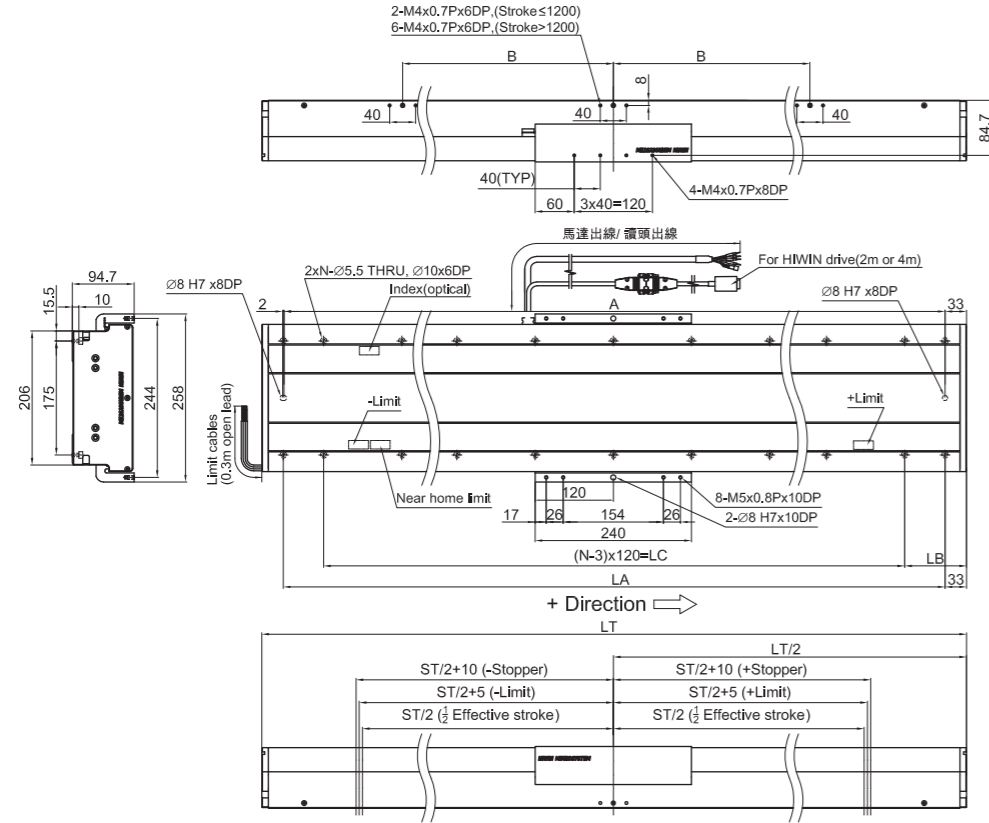 2-M4x0.7Px6DP,(Stroke≤1200)
6-M4x0.7Px6DP,(Stroke>1200)
B
B
8
40
40
40
84.7
40(TYP)
60
3x40=120
4-M4x0.7Px8DP
馬達出線/ 讀頭出線
For HIWIN drive(2m or 4m)
94.7
15.5
10
Ø8 H7 x8DP
2xN-Ø5.5 THRU, Ø10x6DP
Index(optical)
2
A
Ø8 H7 x8DP
33
206
175
244
258
-Limit
+Limit
Limit cables
(0.3m open lead)
Near home limit
120
17
26
154
26
240
8-M5x0.8Px10DP
2-Ø8 H7x10DP
(N-3)x120=LC
LB
LA
33
+ Direction
LT
LT/2
ST/2+10 (-Stopper)
ST/2+10 (+Stopper)
ST/2+5 (-Limit)
ST/2+5 (+Limit)
ST/2 (½ Effective stroke)
ST/2 (½ Effective stroke)